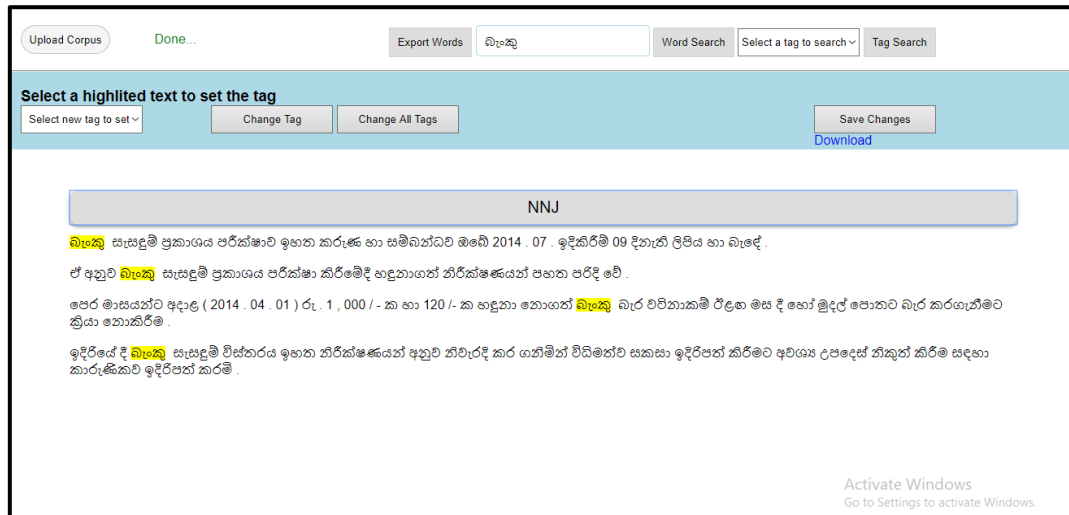 Upload Corpus Done... Export Words බැංකු Word Search Select a tag to search Tag Search
Select a highlited text to set the tag
Select new tag to set Change Tag Change All Tags Save Changes
Download
NNJ
බැංකු සැසඳුම් ප්‍රකාශය පරීක්ෂාව ඉහත කරුණ හා සම්බන්ධව ඔබේ 2014 . 07 . ඉදිකිරීම් 09 දිනැති ලිපිය හා බැඳේ .
ඒ අනුව බැංකු සැසඳුම් ප්‍රකාශය පරීක්ෂා කිරීමේදී හඳුනාගත් නිරීක්ෂණයන් පහත පරිදි වේ .
පෙර මාසයන්ට අදාළ ( 2014 . 04 . 01 ) රු . 1 , 000 / - ක හා 120 /- ක හඳුනා නොගත් බැංකු බැර වටිනාකම් ඊළඟ මස දී හෝ මුදල් පොතට බැර කරගැනීමට
ක්‍රියා නොකිරීම .
ඉදිරියේ දී බැංකු සැසඳුම් විස්තරය ඉහත නිරීක්ෂණයන් අනුව නිවැරදි කර ගනිමින් විධිමත්ව සකසා ඉදිරිපත් කිරීමට අවශ්‍ය උපදෙස් නිකුත් කිරීම සඳහා
කාරුණිකව ඉදිරිපත් කරමි .
Activate Windows
Go to Settings to activate Windows.